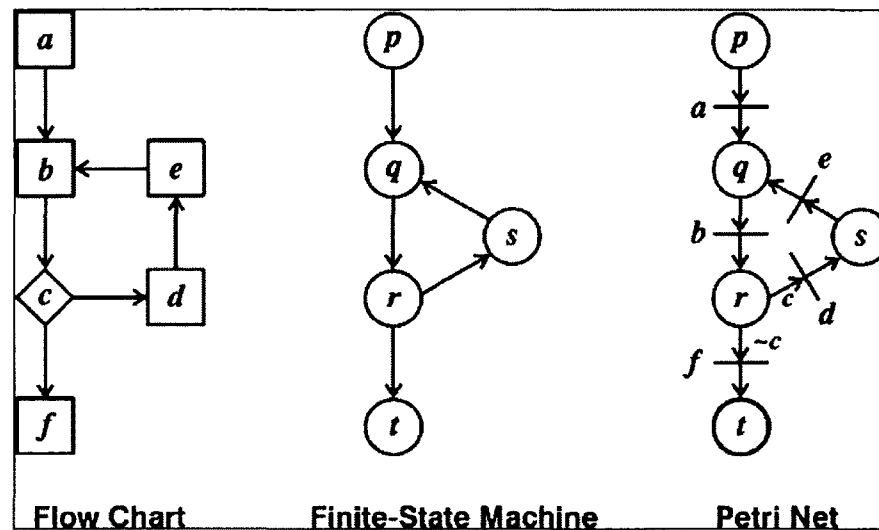 a
p
p
a
b
e
q
q
e
b
s
s
c
d
r
r
c
d
f
~c
f
t
t
Flow Chart
Finite-State Machine
Petri Net